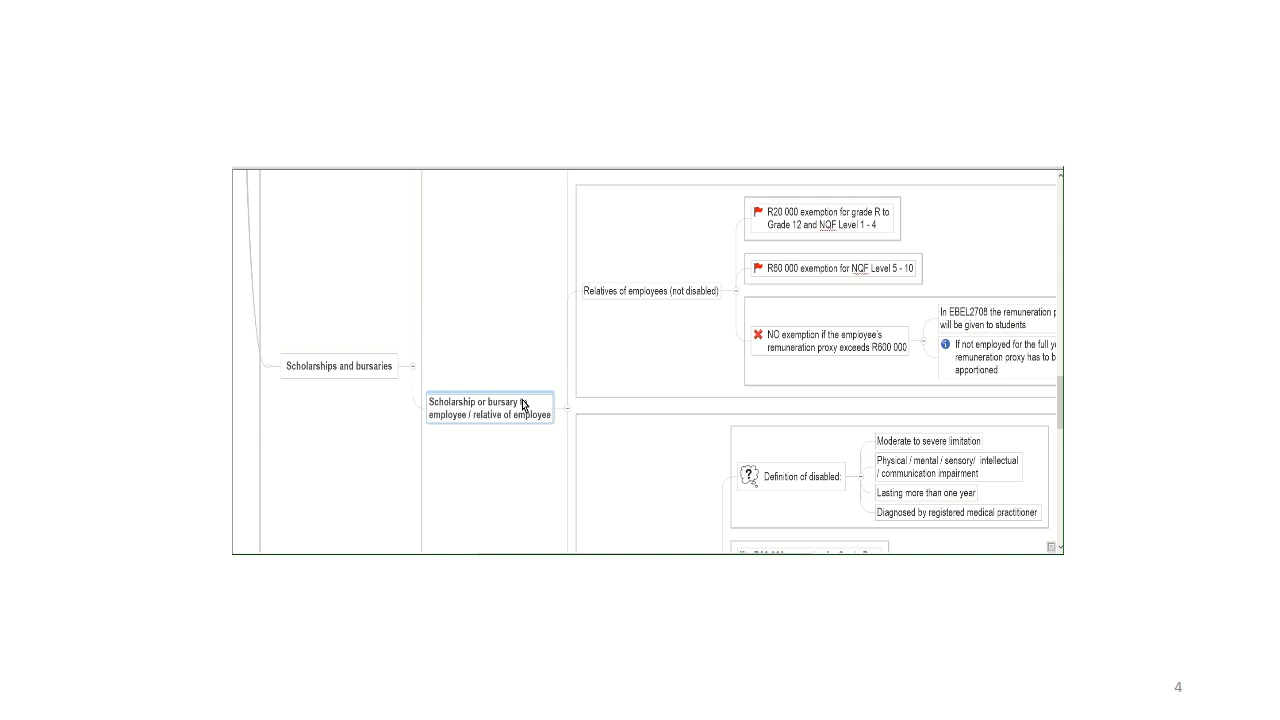 R20 000 exemption for grade R to
Grade 12 and NQF Level 1 - 4
R60 000 exemption for NQF Level 5 - 10
Relatives of employees (not disabled)
In EBEL2708 the remuneration p
will be given to students
NO exemption if the employee's
remuneration proxy exceeds R600 000
If not employed for the full ye
remuneration proxy has to b
apportioned
Scholarships and bursaries
Scholarship or bursary
employee / relative of employee
Moderate to severe limitation
Physical / mental / sensory/ intellectual
/ communication impairment
Definition of disabled:
Lasting more than one year
Diagnosed by registered medical practitioner
4